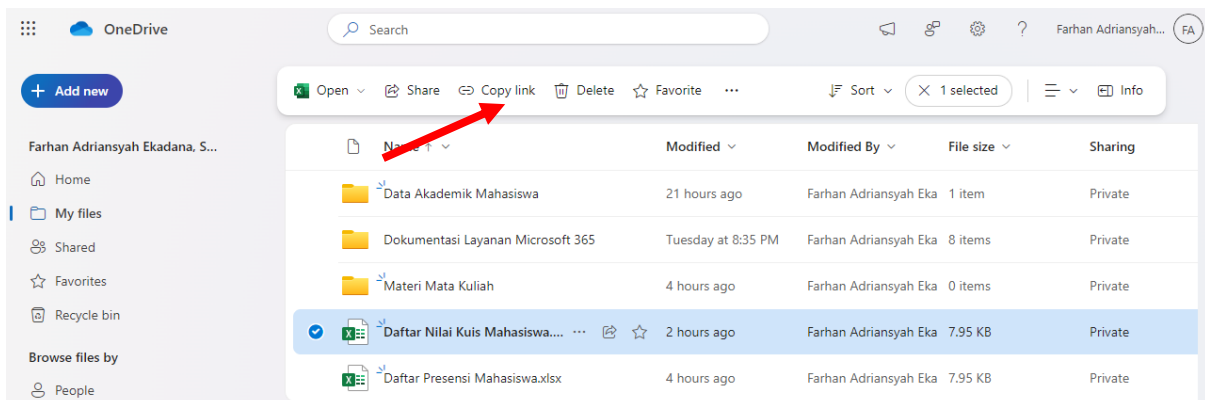 OneDrive Search Farhan Adriansyah... FA
+ Add new Open Share Copy link Delete Favorite ... Sort × 1 selected Info
Farhan Adriansyah Ekadana, S... Name ↑ Modified Modified By File size Sharing
Home
Data Akademik Mahasiswa 21 hours ago Farhan Adriansyah Eka 1 item Private
My files
Dokumentasi Layanan Microsoft 365 Tuesday at 8:35 PM Farhan Adriansyah Eka 8 items Private
Shared
Favorites Materi Mata Kuliah 4 hours ago Farhan Adriansyah Eka 0 items Private
Recycle bin
Daftar Nilai Kuis Mahasiswa.... ... 2 hours ago Farhan Adriansyah Eka 7.95 KB Private
Browse files by
Daftar Presensi Mahasiswa.xlsx 4 hours ago Farhan Adriansyah Eka 7.95 KB Private
People